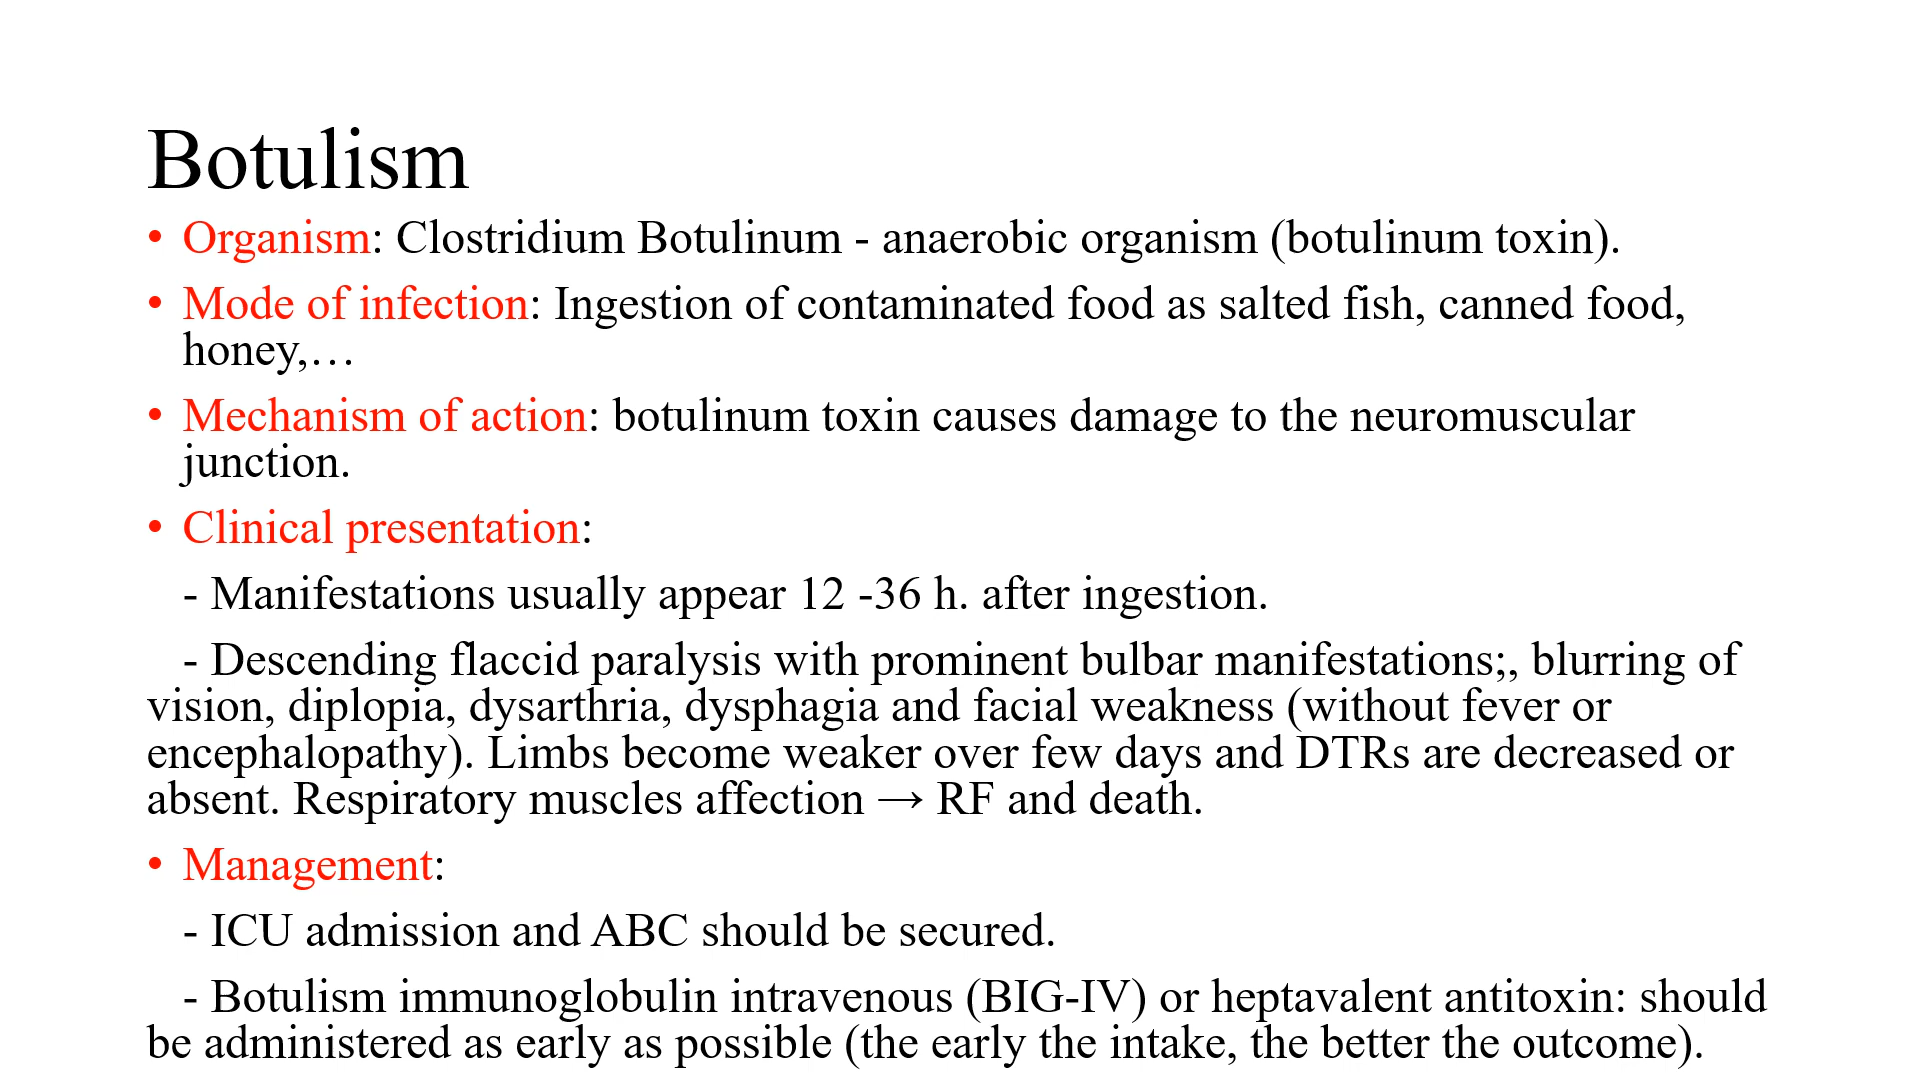 Botulism
• Organism: Clostridium Botulinum - anaerobic organism (botulinum toxin).
• Mode of infection: Ingestion of contaminated food as salted fish, canned food,
honey,…
• Mechanism of action: botulinum toxin causes damage to the neuromuscular
junction.
• Clinical presentation:
- Manifestations usually appear 12 -36 h. after ingestion.
- Descending flaccid paralysis with prominent bulbar manifestations;, blurring of
vision, diplopia, dysarthria, dysphagia and facial weakness (without fever or
encephalopathy). Limbs become weaker over few days and DTRs are decreased or
absent. Respiratory muscles affection → RF and death.
• Management:
- ICU admission and ABC should be secured.
- Botulism immunoglobulin intravenous (BIG-IV) or heptavalent antitoxin: should
be administered as early as possible (the early the intake, the better the outcome).